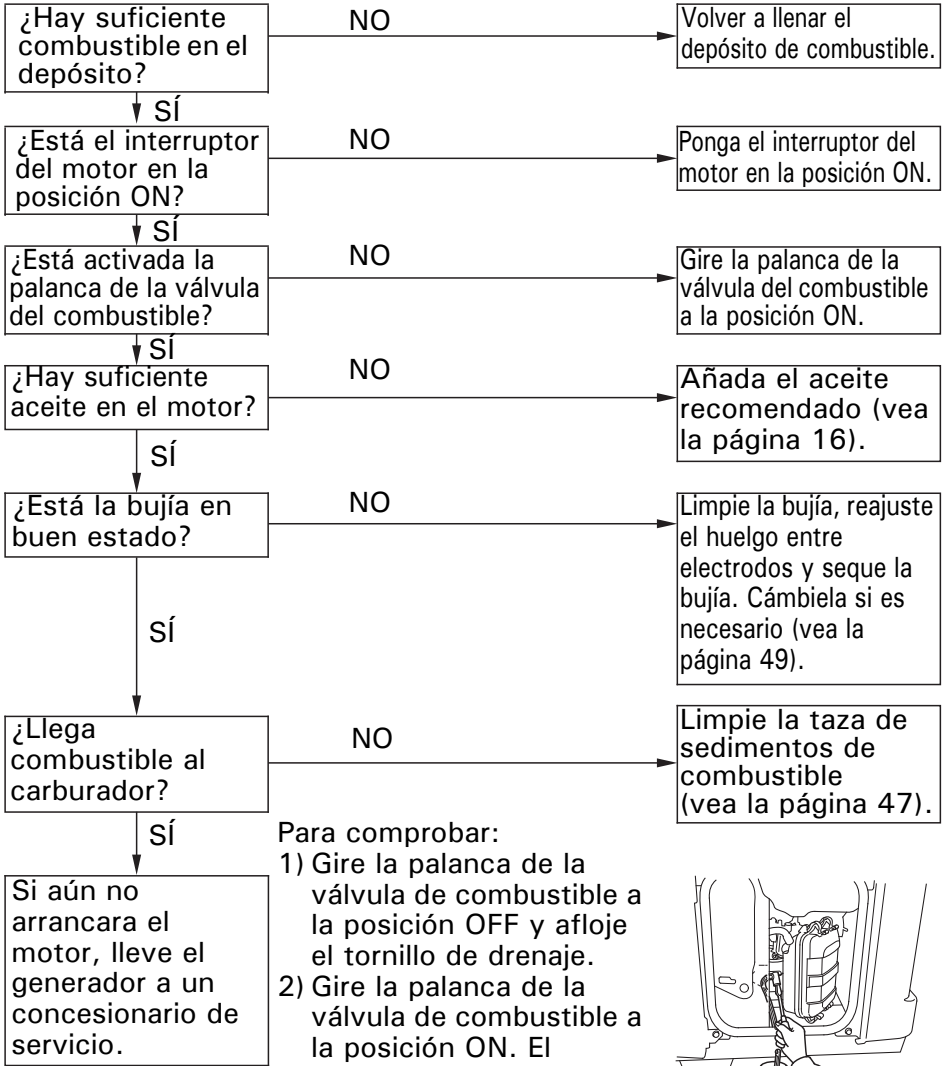 ¿Hay suficiente
combustible en el
depósito?
NO
Volver a llenar el
depósito de combustible.
SÍ
¿Está el interruptor
del motor en la
posición ON?
NO
Ponga el interruptor del
motor en la posición ON.
SÍ
¿Está activada la
palanca de la válvula
del combustible?
NO
Gire la palanca de la
válvula del combustible
a la posición ON.
SÍ
¿Hay suficiente
aceite en el motor?
NO
Añada el aceite
recomendado (vea
la página 16).
SÍ
¿Está la bujía en
buen estado?
NO
Limpie la bujía, reajuste
el huelgo entre
electrodos y seque la
bujía. Cámbiela si es
necesario (vea la
página 49).
SÍ
¿Llega
combustible al
carburador?
NO
Limpie la taza de
sedimentos de
combustible
(vea la página 47).
SÍ
Si aún no
arrancara el
motor, lleve el
generador a un
concesionario de
servicio.
Para comprobar:
1) Gire la palanca de la
válvula de combustible a
la posición OFF y afloje
el tornillo de drenaje.
2) Gire la palanca de la
válvula de combustible a
la posición ON. El